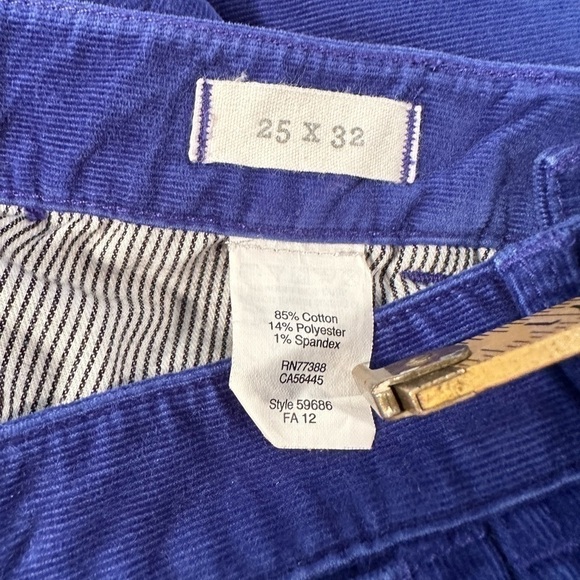 25 X 32
85% Cotton
14% Polyester
1% Spandex
RN77388
CA56445
Style 59686
FA 12